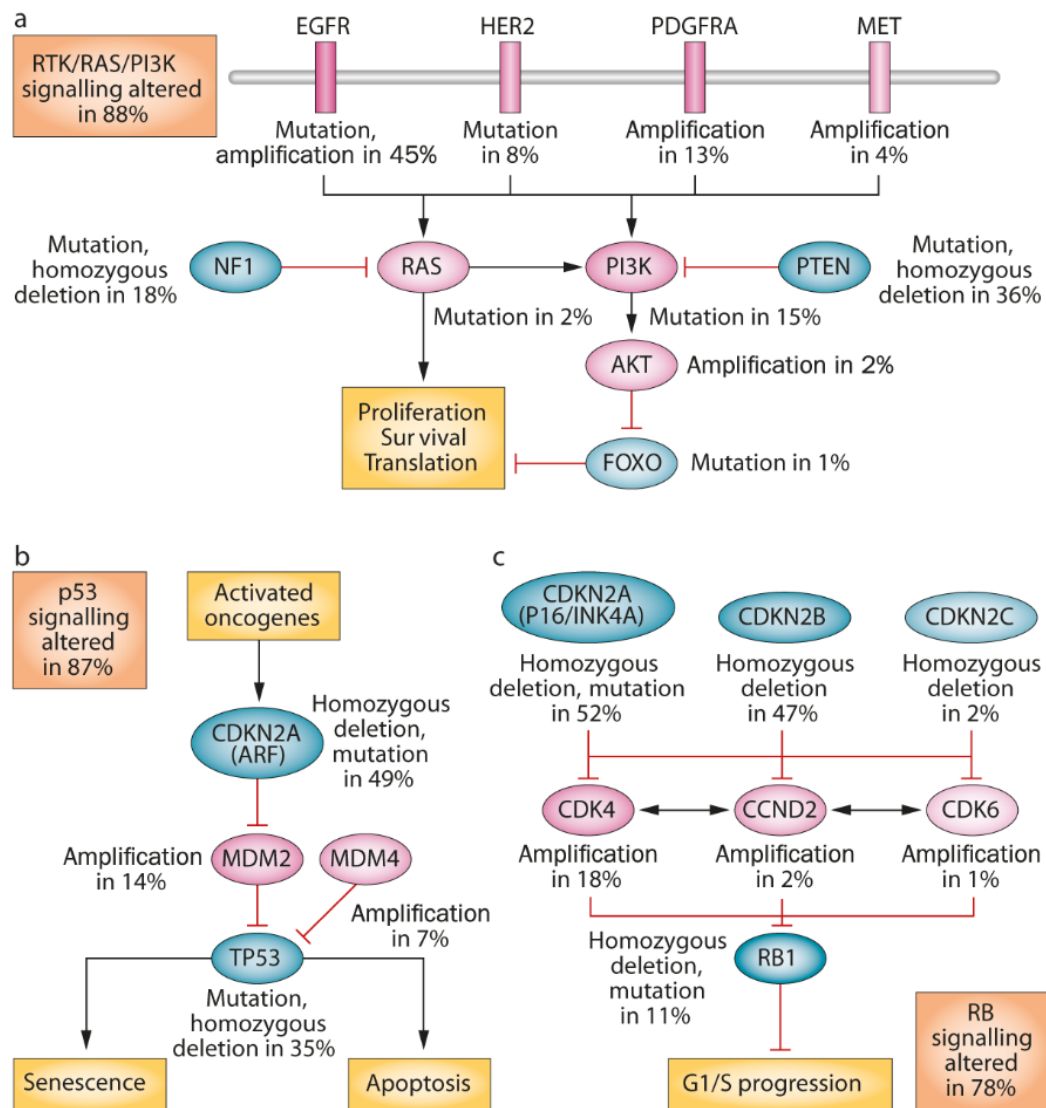 a
EGFR
HER2
PDGFRA
MET
RTK/RAS/PI3K
signalling altered
in 88%
Mutation,
amplification in 45%
Mutation
in 8%
Amplification
in 13%
Amplification
in 4%
Mutation,
homozygous
deletion in 18%
NF1
RAS
PI3K
PTEN
Mutation,
homozygous
deletion in 36%
Mutation in 2%
Mutation in 15%
AKT
Amplification in 2%
Proliferation
Sur vival
Translation
FOXO
Mutation in 1%
b
p53
signalling
altered
in 87%
Activated
oncogenes
CDKN2A
(ARF)
Homozygous
deletion,
mutation
in 49%
Amplification
in 14%
MDM2
MDM4
Amplification
in 7%
TP53
Mutation,
homozygous
deletion in 35%
Senescence
Apoptosis
c
CDKN2A
(P16/INK4A)
CDKN2B
CDKN2C
Homozygous
deletion, mutation
in 52%
Homozygous
deletion
in 47%
Homozygous
deletion
in 2%
CDK4
CCND2
CDK6
Amplification
in 18%
Amplification
in 2%
Amplification
in 1%
Homozygous
deletion,
mutation
in 11%
RB1
G1/S progression
RB
signalling
altered
in 78%